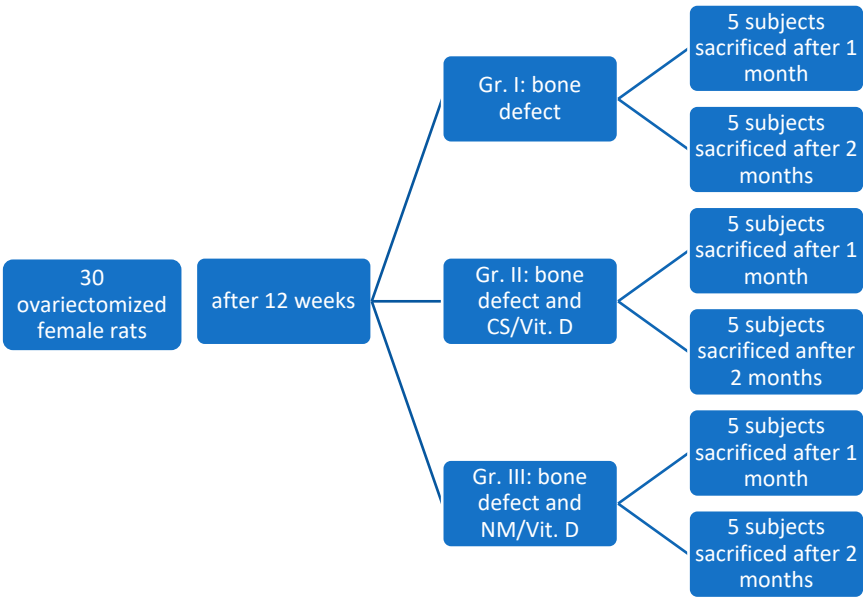 30
ovariectomized
female rats
after 12 weeks
Gr. I: bone
defect
5 subjects
sacrificed after 1
month
5 subjects
sacrificed after 2
months
Gr. II: bone
defect and
CS/Vit. D
5 subjects
sacrificed after 1
month
5 subjects
sacrificed anfter
2 months
Gr. III: bone
defect and
NM/Vit. D
5 subjects
sacrificed after 1
month
5 subjects
sacrificed after 2
months